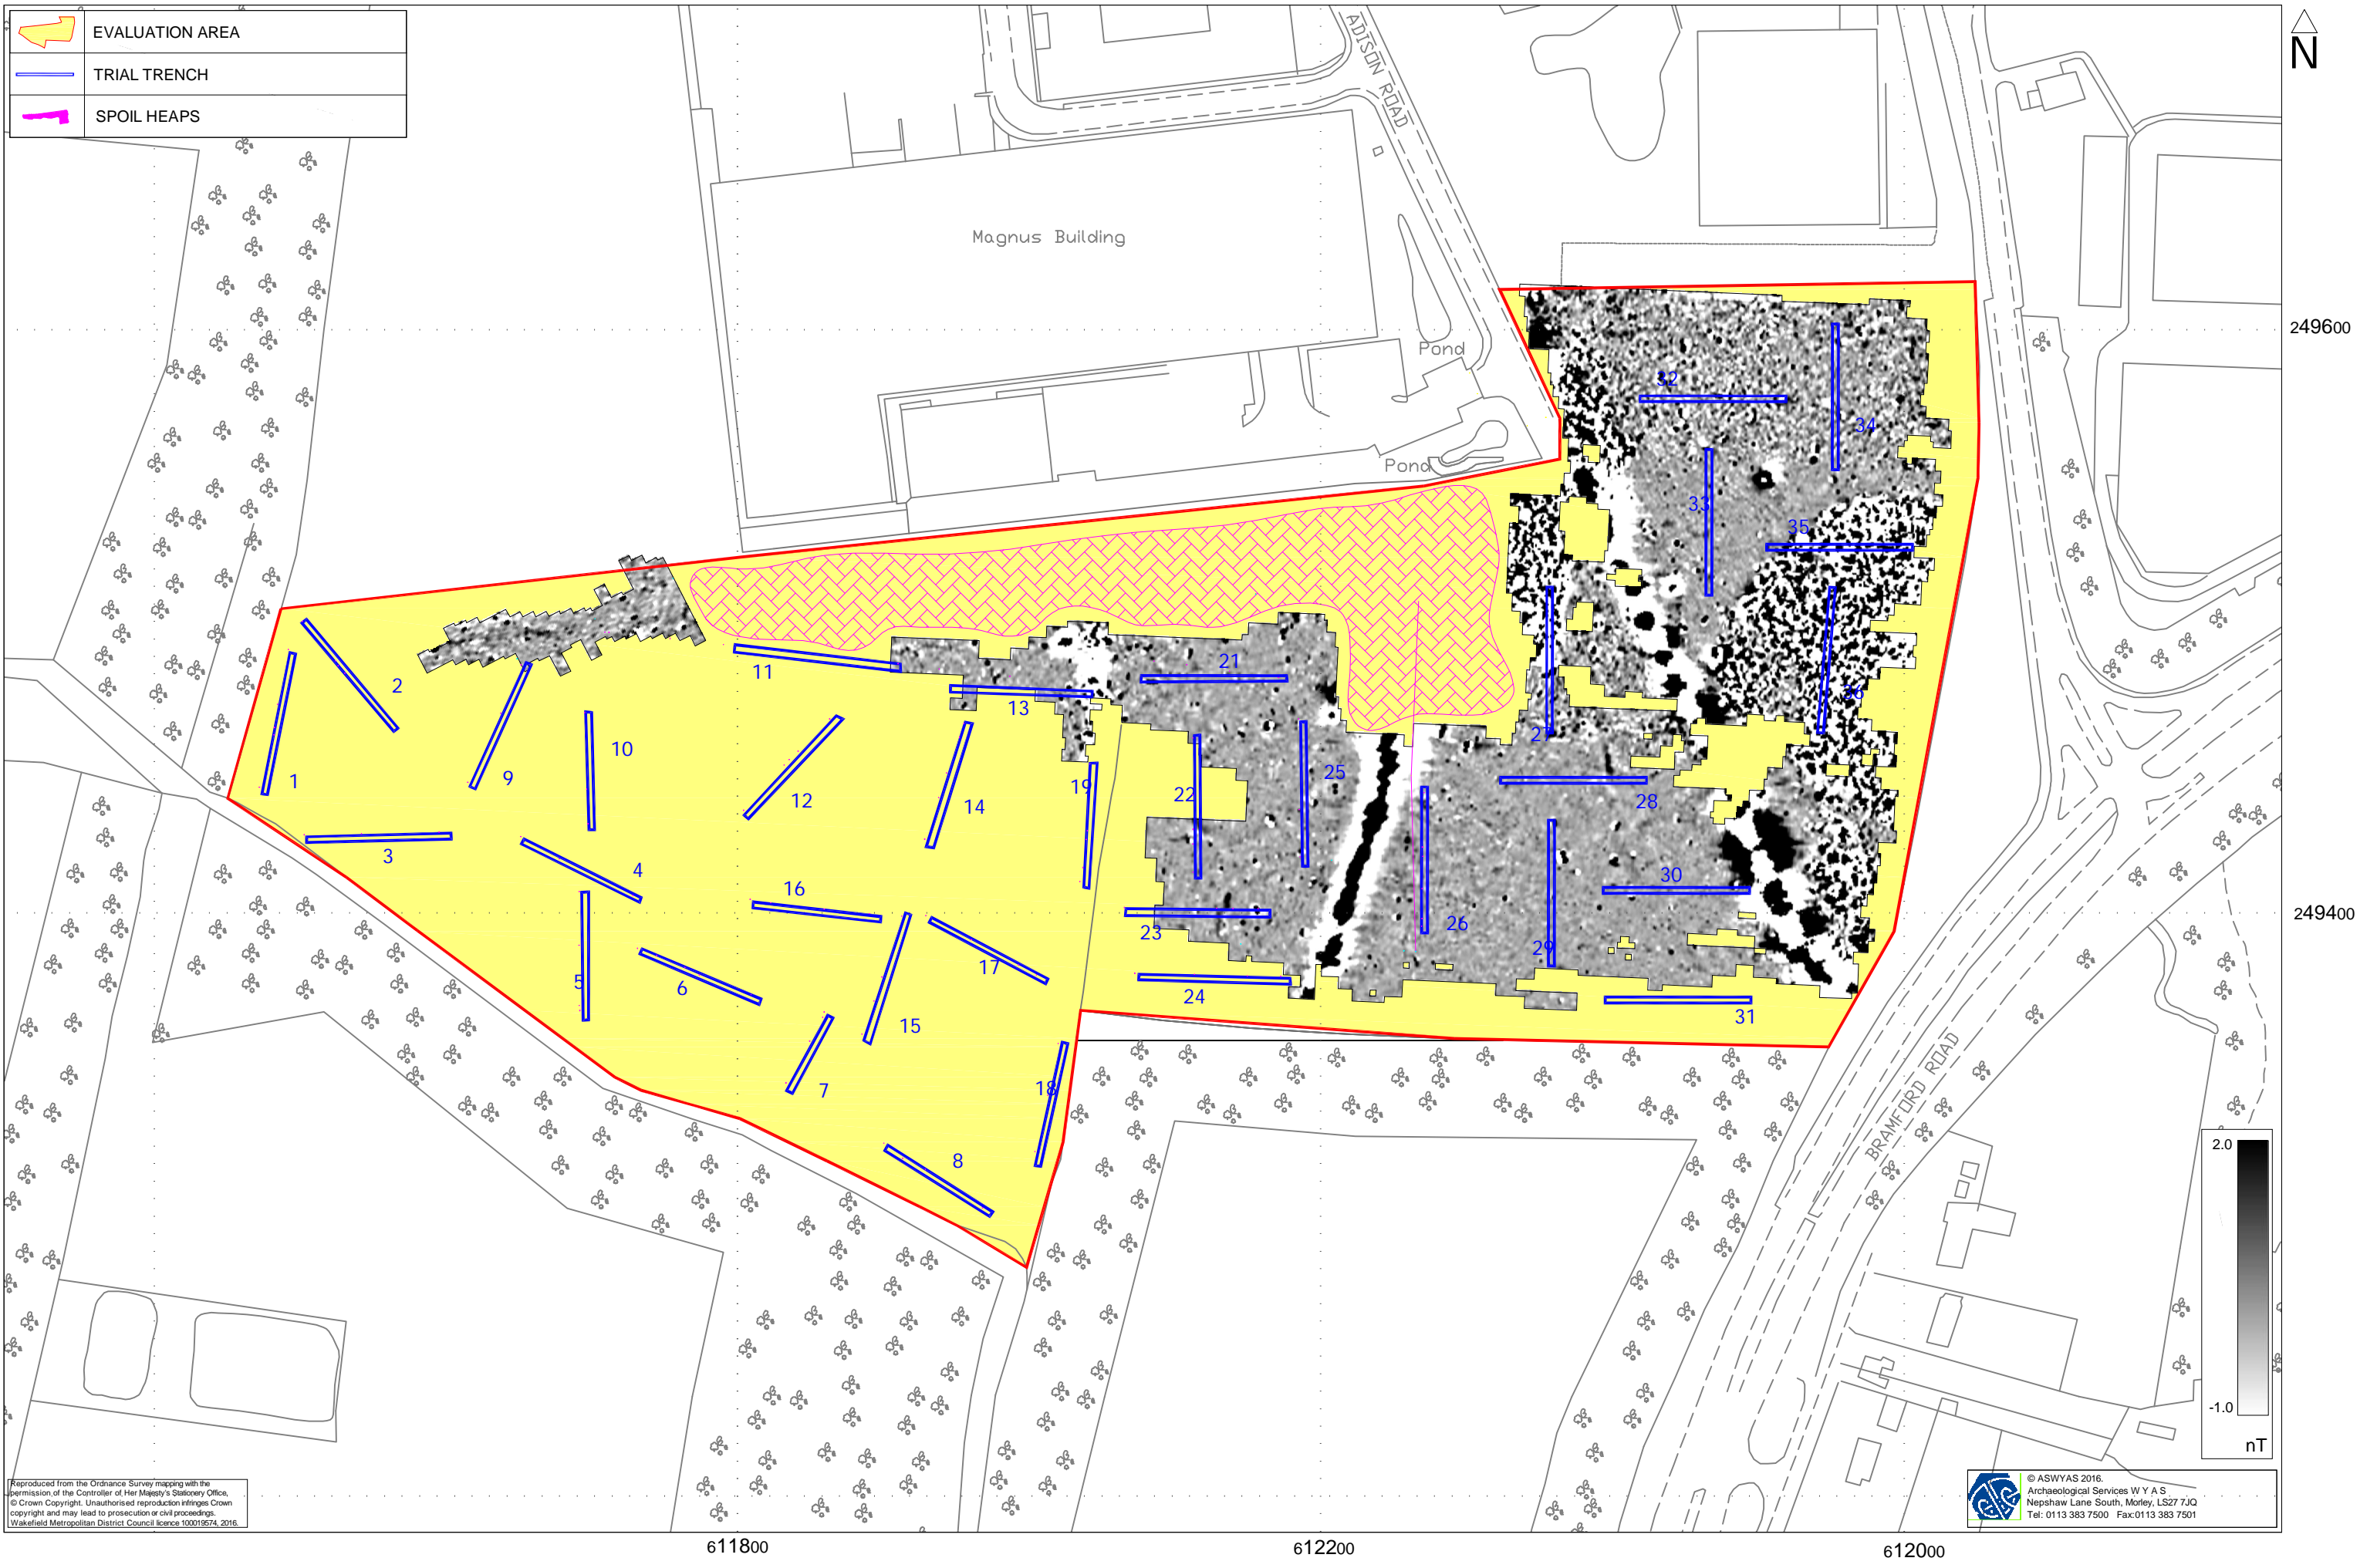 EVALUATION AREA
TRIAL TRENCH
SPOIL HEAPS
N
ADISON ROAD
Magnus Building
Pond
Pond
249600
249400
32
34
33
35
36
27
28
30
29
31
26
25
21
22
23
24
11
13
19
14
12
2
1
10
9
3
4
16
17
5
6
15
7
18
8
BRAMFORD ROAD
2.0
-1.0
nT
Reproduced from the Ordnance Survey mapping with the
permission of the Controller of Her Majesty's Stationery Office,
© Crown Copyright. Unauthorised reproduction infringes Crown
copyright and may lead to prosecution or civil proceedings.
Wakefield Metropolitan District Council licence 100019574, 2016.
© ASWYAS 2016.
Archaeological Services W Y A S
Nepshaw Lane South, Morley, LS27 7JQ
Tel: 0113 383 7500 Fax:0113 383 7501
611800
612200
612000